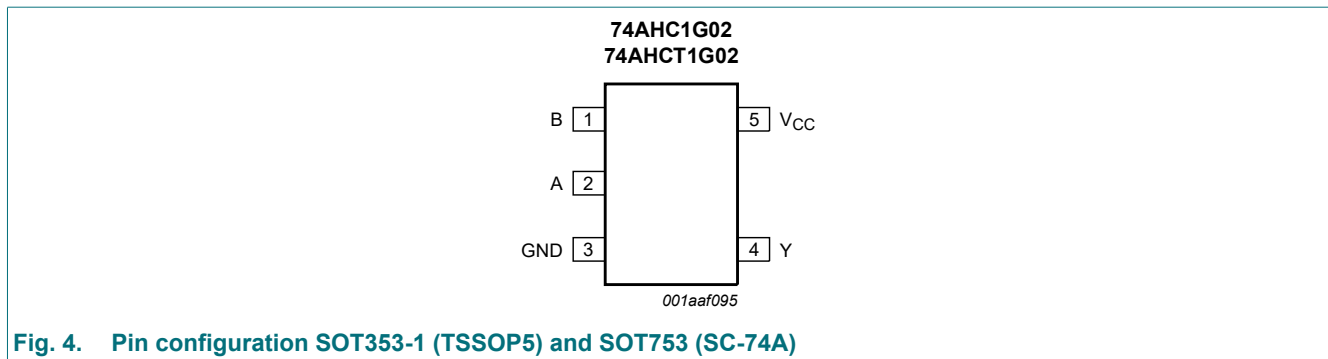 74AHC1G02
74AHCT1G02
B 1 5 VCC
A 2
GND 3 4 Y
001aaf095
Fig. 4. Pin configuration SOT353-1 (TSSOP5) and SOT753 (SC-74A)